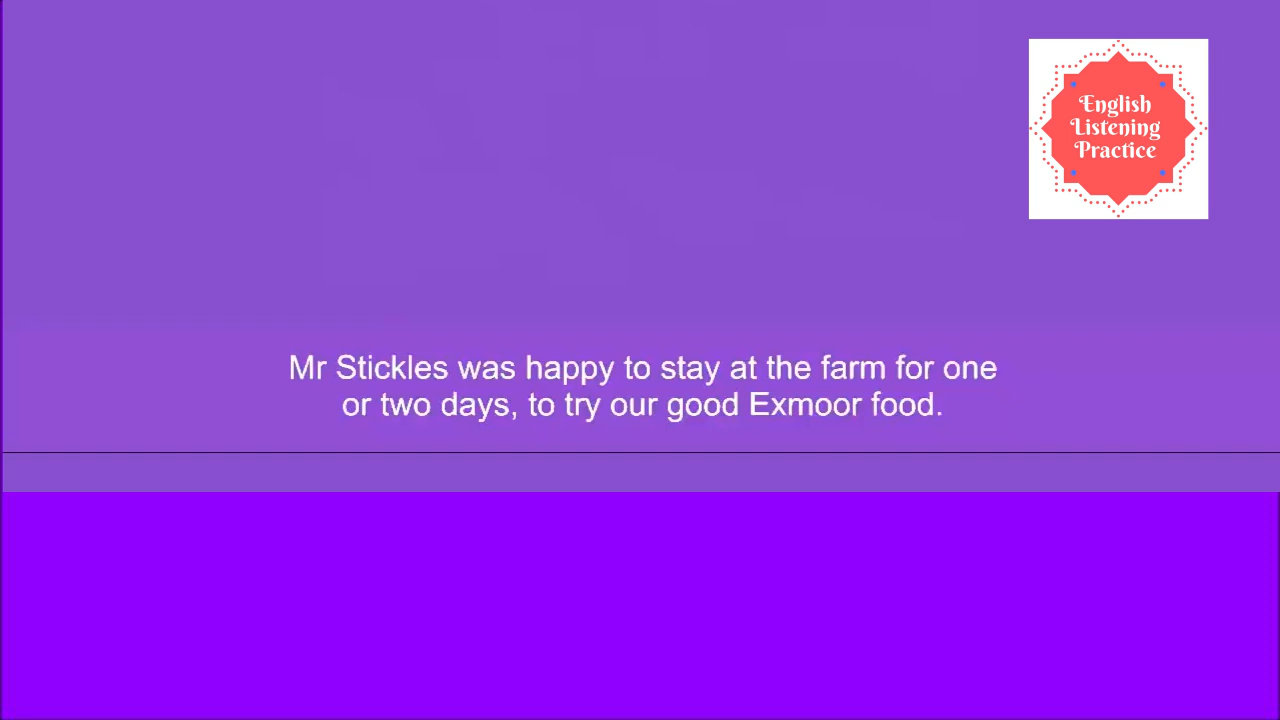 English
Listening
Practice
Mr Stickles was happy to stay at the farm for one
or two days, to try our good Exmoor food.